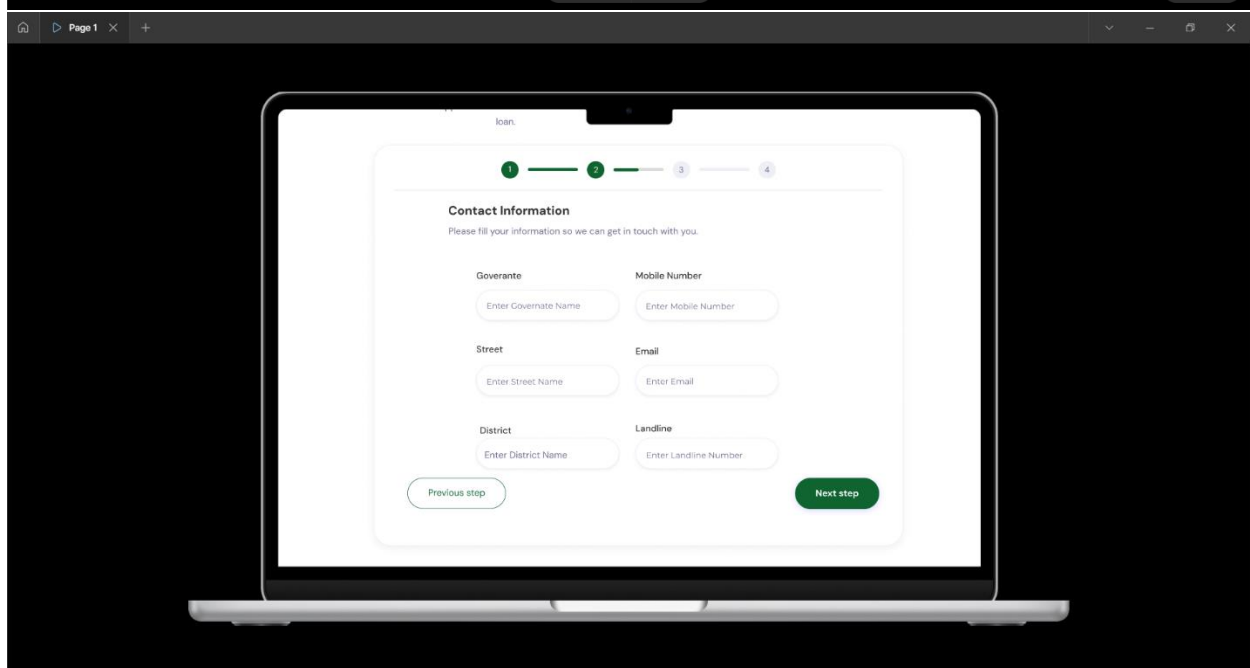 Page 1
loan.
1 2 3 4
Contact Information
Please fill your information so we can get in touch with you.
Goverante Mobile Number
Enter Governate Name Enter Mobile Number
Street Email
Enter Street Name Enter Email
District Landline
Enter District Name Enter Landline Number
Previous step Next step